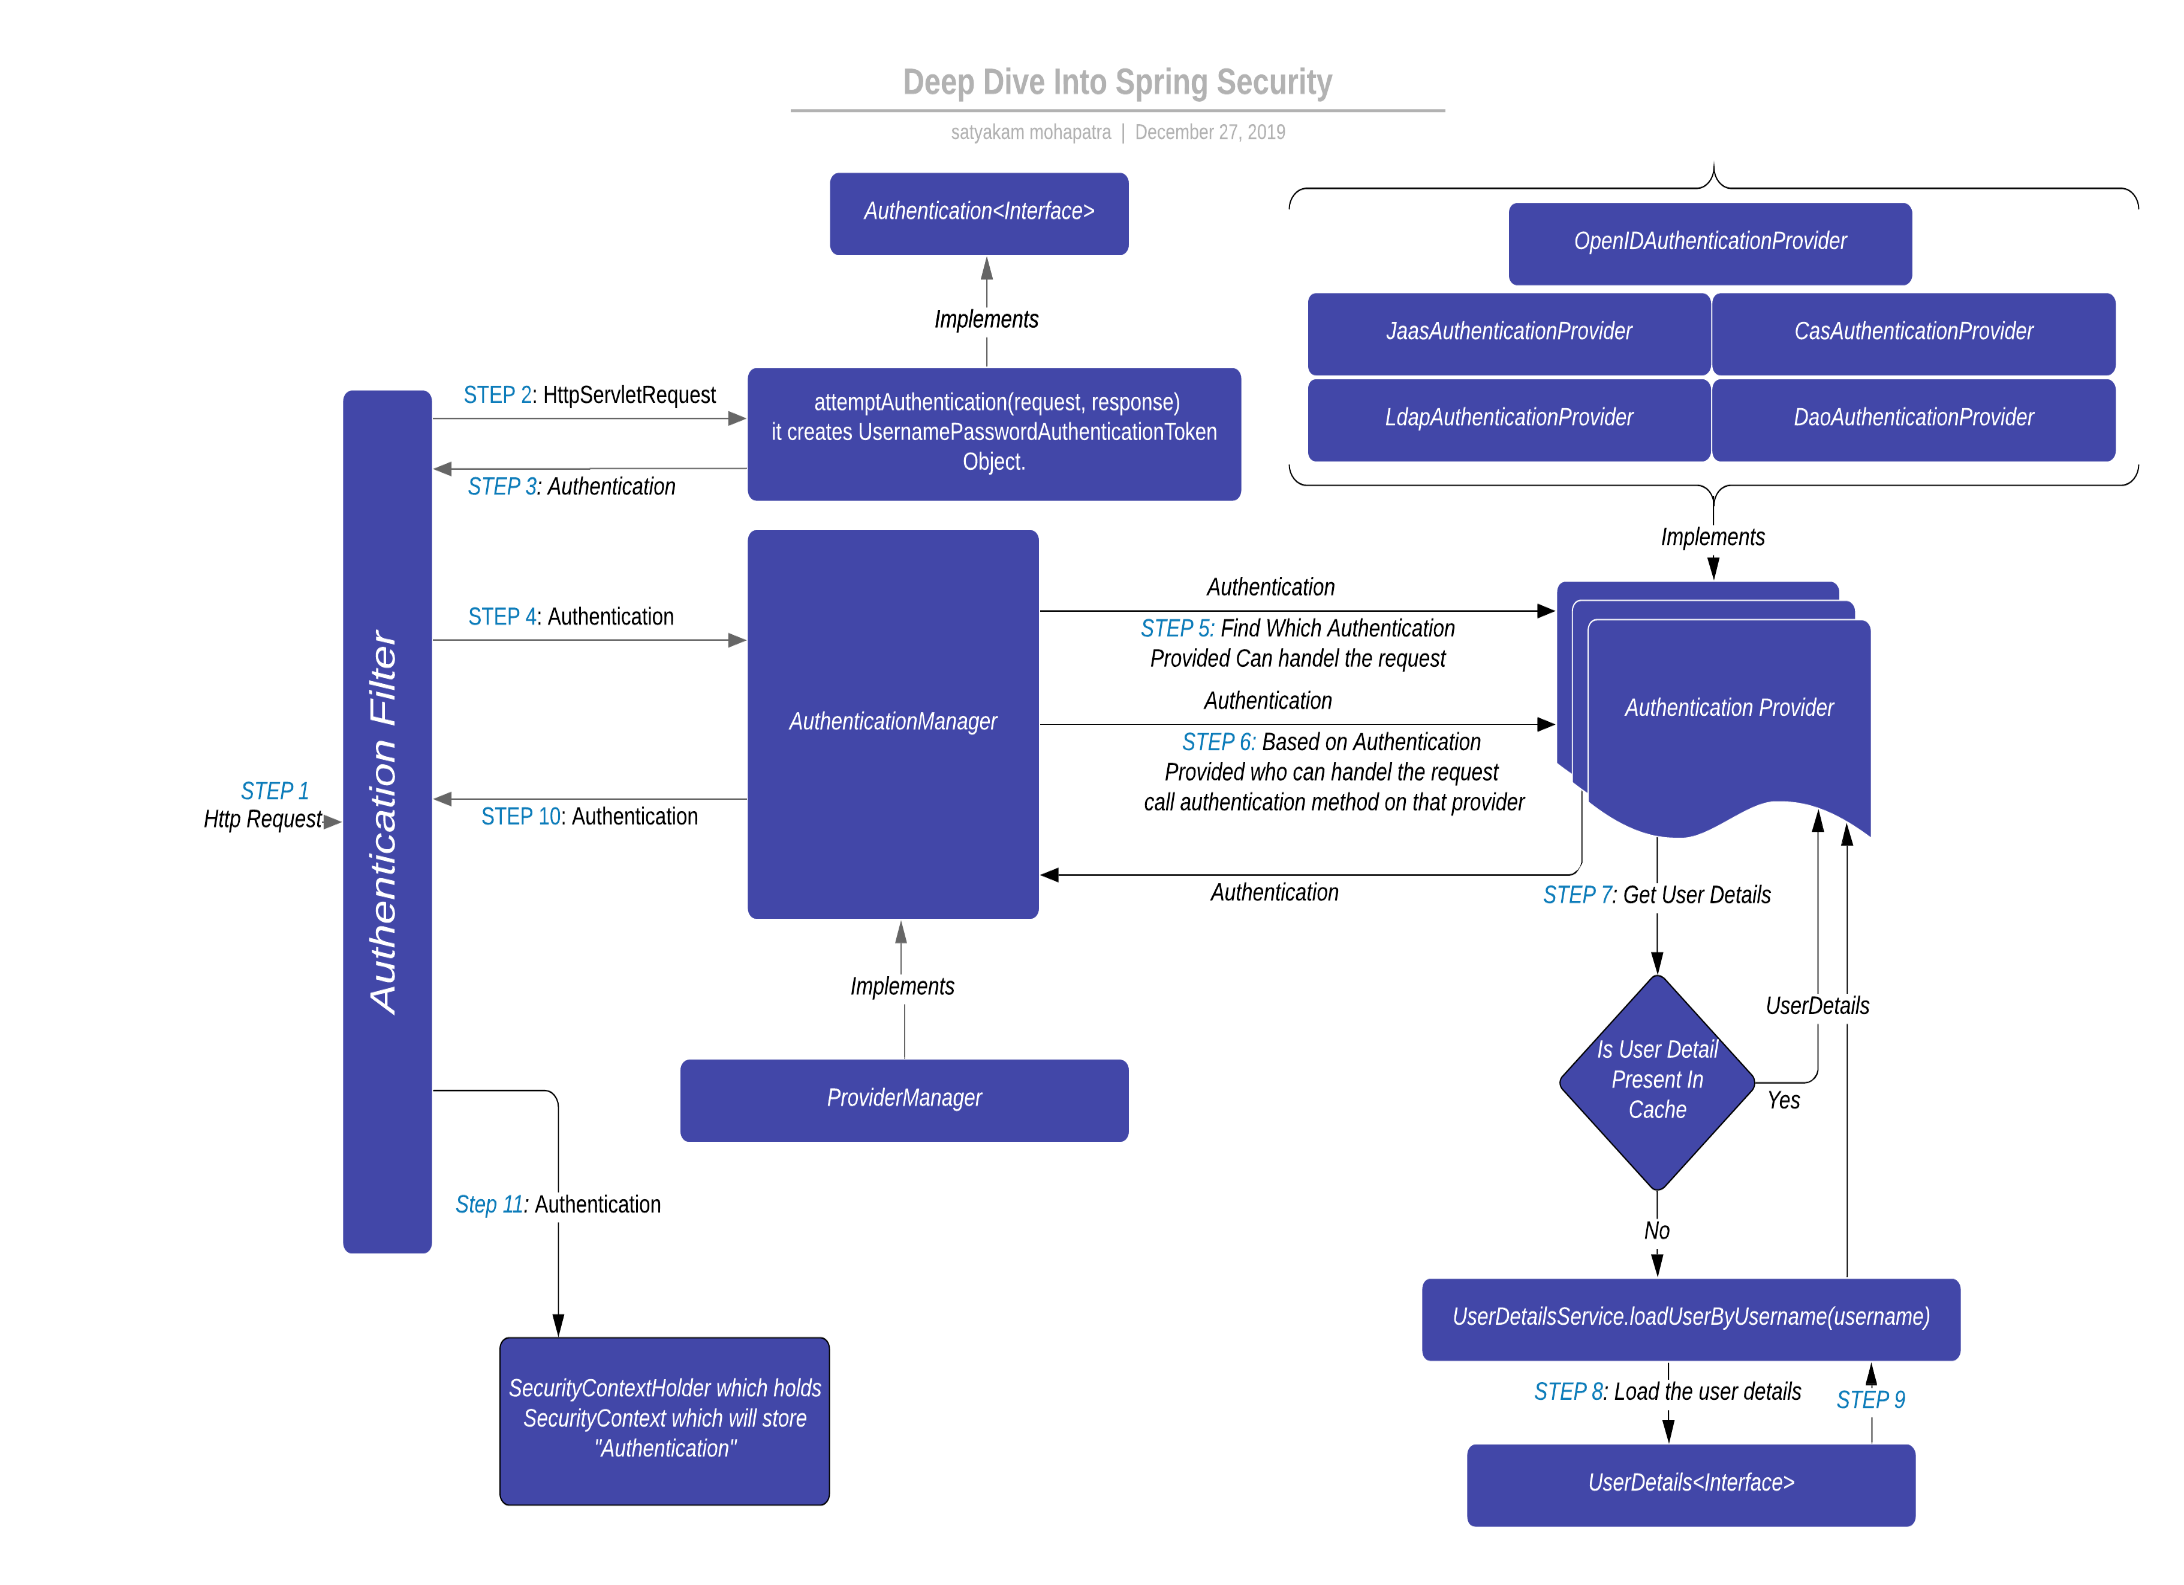 Deep Dive Into Spring Security
satyakam mohapatra | December 27, 2019
Authentication<Interface>
Implements
OpenIDAuthenticationProvider
JaasAuthenticationProvider
CasAuthenticationProvider
LdapAuthenticationProvider
DaoAuthenticationProvider
Implements
STEP 2: HttpServletRequest
attemptAuthentication(request, response)
it creates UsernamePasswordAuthenticationToken
Object.
STEP 3: Authentication
STEP 4: Authentication
Authentication Filter
STEP 1
Http Request
AuthenticationManager
STEP 10: Authentication
Authentication
STEP 5: Find Which Authentication
Provided Can handel the request
Authentication
STEP 6: Based on Authentication
Provided who can handel the request
call authentication method on that provider
Authentication
Authentication Provider
STEP 7: Get User Details
Implements
ProviderManager
UserDetails
Is User Detail
Present In
Cache
Yes
No
Step 11: Authentication
SecurityContextHolder which holds
SecurityContext which will store
"Authentication"
UserDetailsService.loadUserByUsername(username)
STEP 8: Load the user details
STEP 9
UserDetails<Interface>